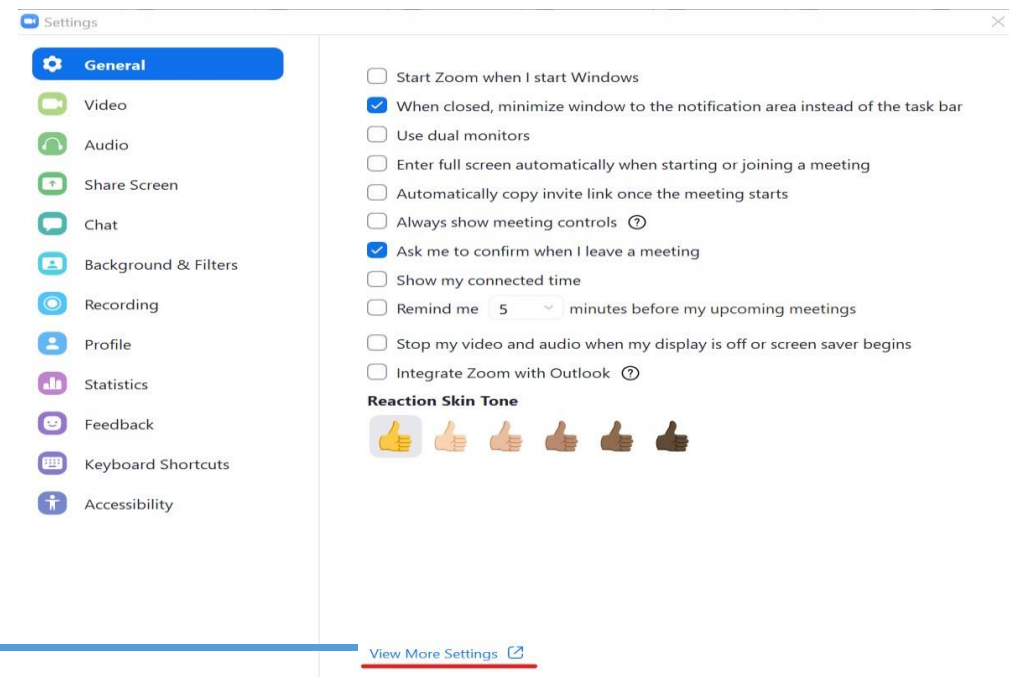 Settings
General
Video
Audio
Share Screen
Chat
Background & Filters
Recording
Profile
Statistics
Feedback
Keyboard Shortcuts
Accessibility
Start Zoom when I start Windows
When closed, minimize window to the notification area instead of the task bar
Use dual monitors
Enter full screen automatically when starting or joining a meeting
Automatically copy invite link once the meeting starts
Always show meeting controls ?
Ask me to confirm when I leave a meeting
Show my connected time
Remind me 5 minutes before my upcoming meetings
Stop my video and audio when my display is off or screen saver begins
Integrate Zoom with Outlook ?
Reaction Skin Tone
View More Settings